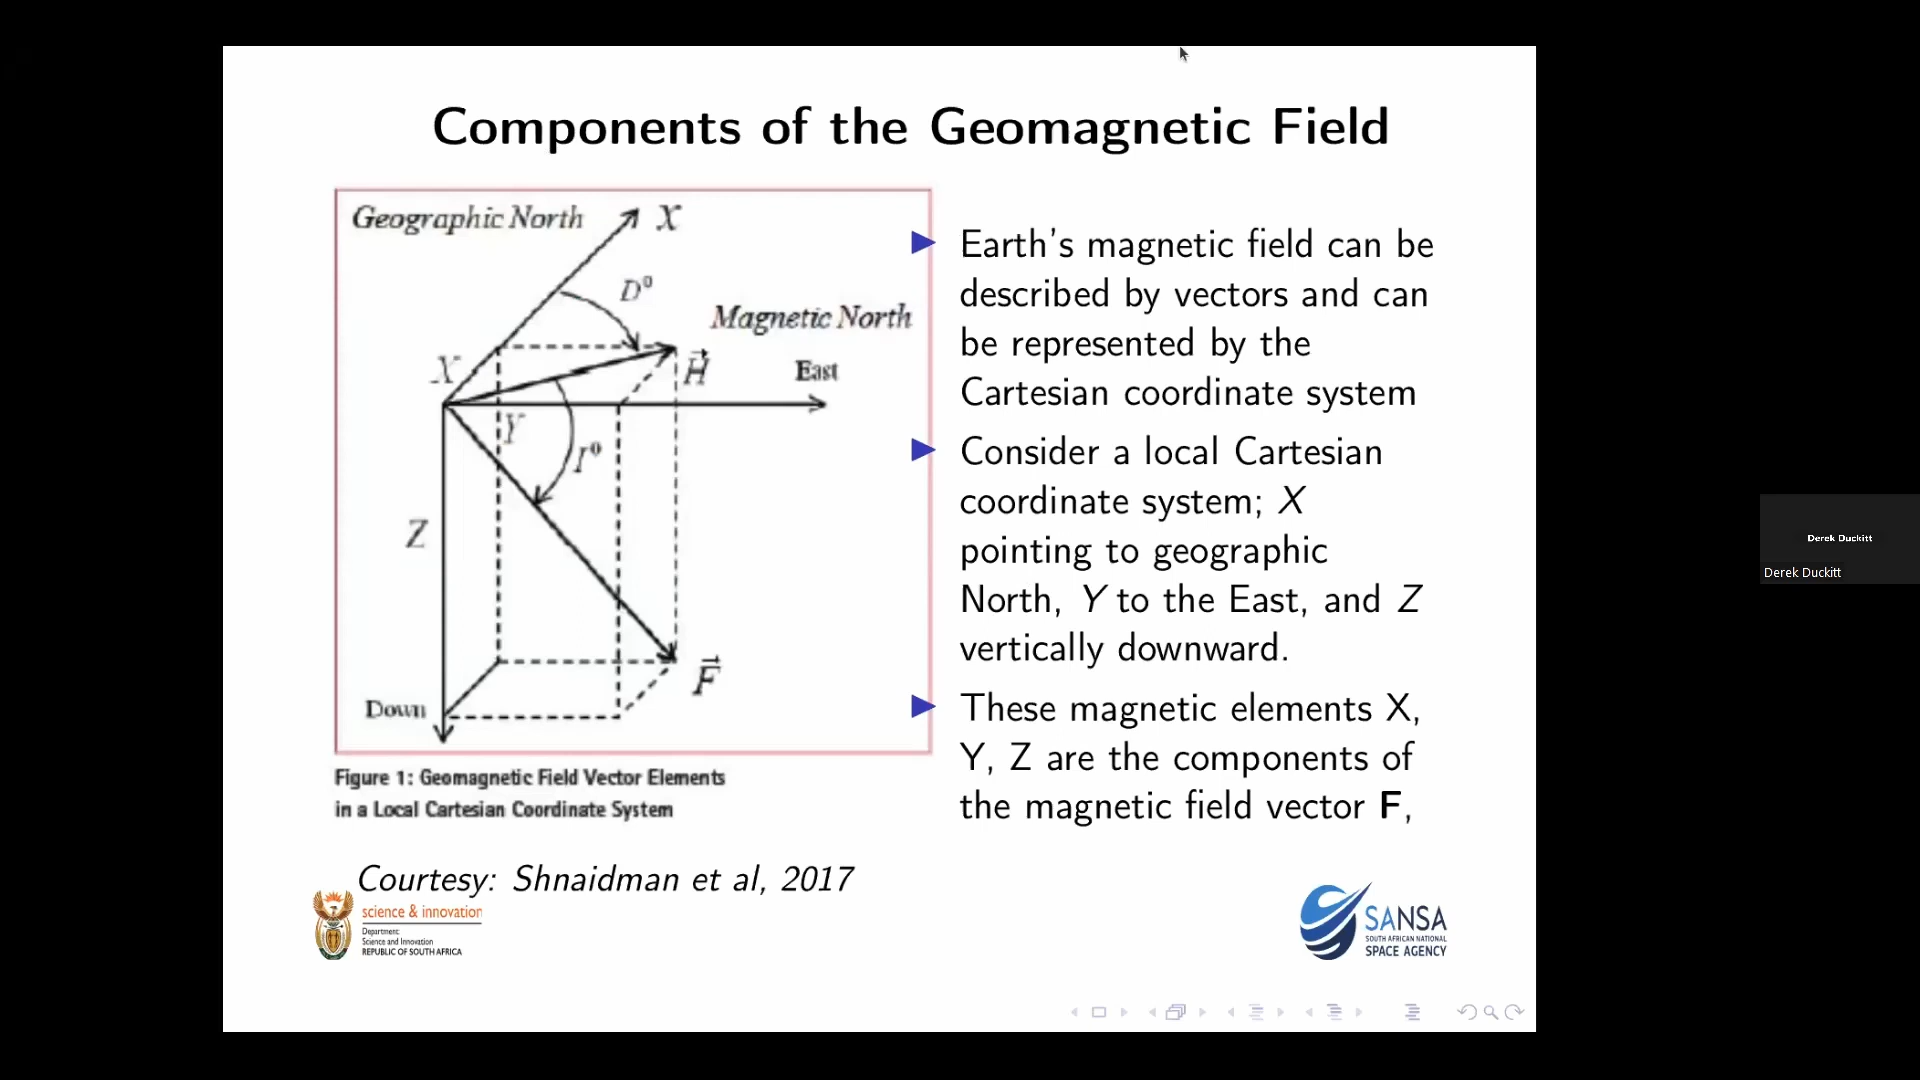 Components of the Geomagnetic Field
Geographic North
X
D⁰
Magnetic North
X
H⃗
East
Y
I⁰
Z
F⃗
Down
Figure 1: Geomagnetic Field Vector Elements
in a Local Cartesian Coordinate System
Courtesy: Shnaidman et al, 2017
Earth's magnetic field can be
described by vectors and can
be represented by the
Cartesian coordinate system
Consider a local Cartesian
coordinate system; X
pointing to geographic
North, Y to the East, and Z
vertically downward.
These magnetic elements X,
Y, Z are the components of
the magnetic field vector F,
science & innovation
Department:
Science and Innovation
REPUBLIC OF SOUTH AFRICA
SANSA
SOUTH AFRICAN NATIONAL
SPACE AGENCY
Derek Duckitt
Derek Duckitt